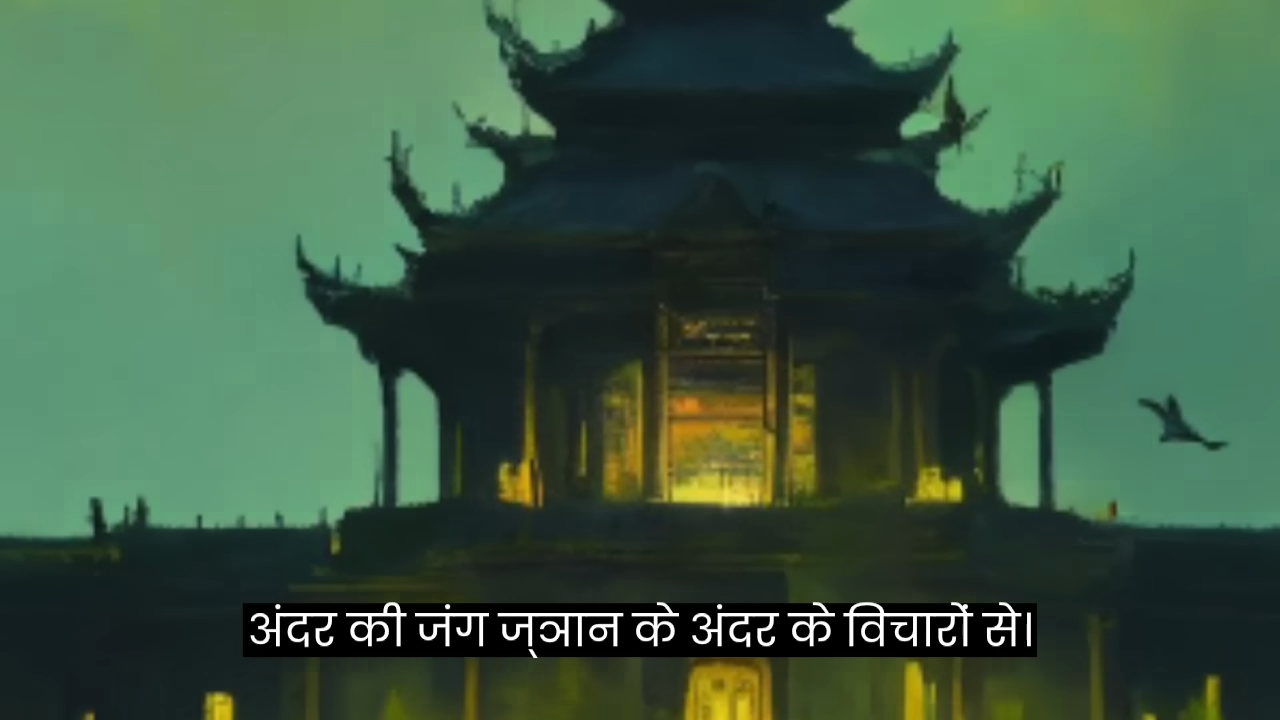 अंदर की जंग ज्ञान के अंदर के विचारों से।